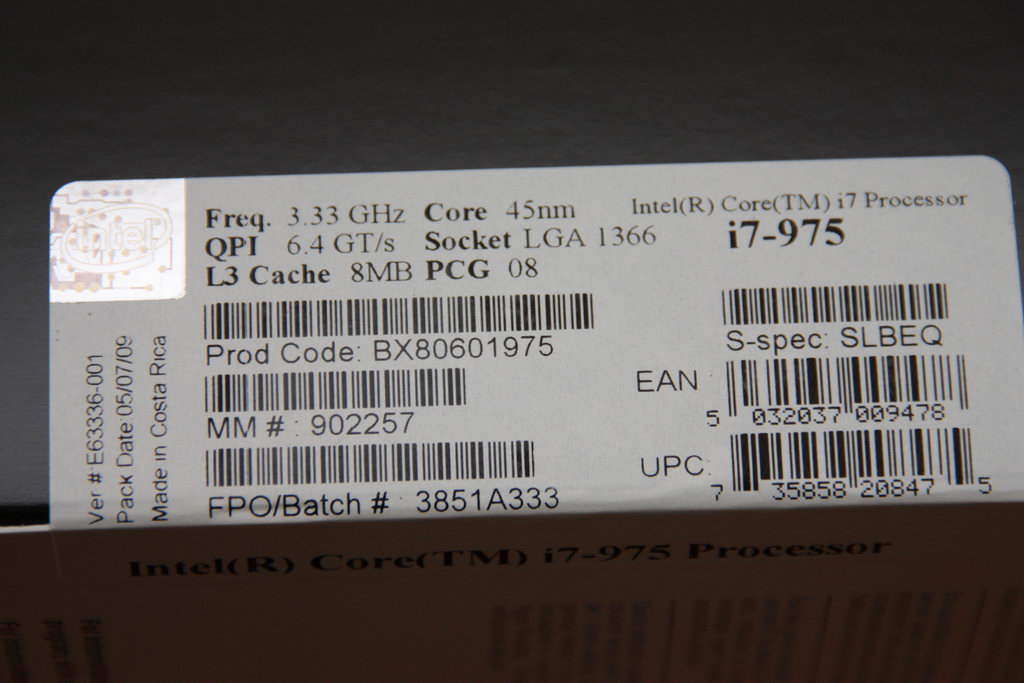 intel
Freq. 3.33 GHz Core 45nm
QPI 6.4 GT/s Socket LGA 1366
L3 Cache 8MB PCG 08
Intel(R) Core(TM) i7 Processor
i7-975
Prod Code: BX80601975
MM # : 902257
FPO/Batch # : 3851A333
S-spec: SLBEQ
EAN
5 032037 009478
UPC:
7 35858 20847 5
Ver #:E63336-001
Pack Date:05/07/09
Made in Costa Rica
Intel(R) Core(TM) i7-975 Processor